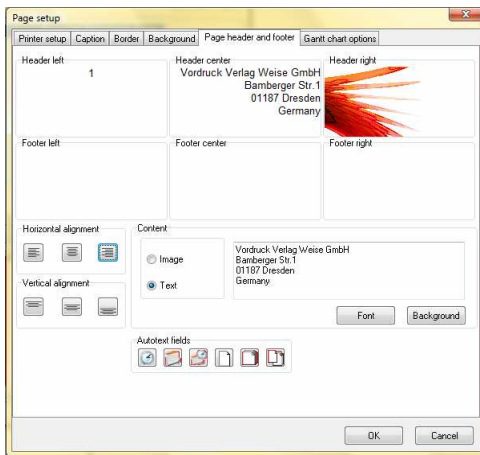 Page setup
Printer setup Caption Border Background Page header and footer Gantt chart options
Header left Header center Header right
1
Vordruck Verlag Weise GmbH
Bamberger Str.1
01187 Dresden
Germany
Footer left Footer center Footer right
Horizontal alignment
Content
Image
Text
Vordruck Verlag Weise GmbH
Bamberger Str.1
01187 Dresden
Germany
Vertical alignment
Font Background
Autotext fields
OK Cancel